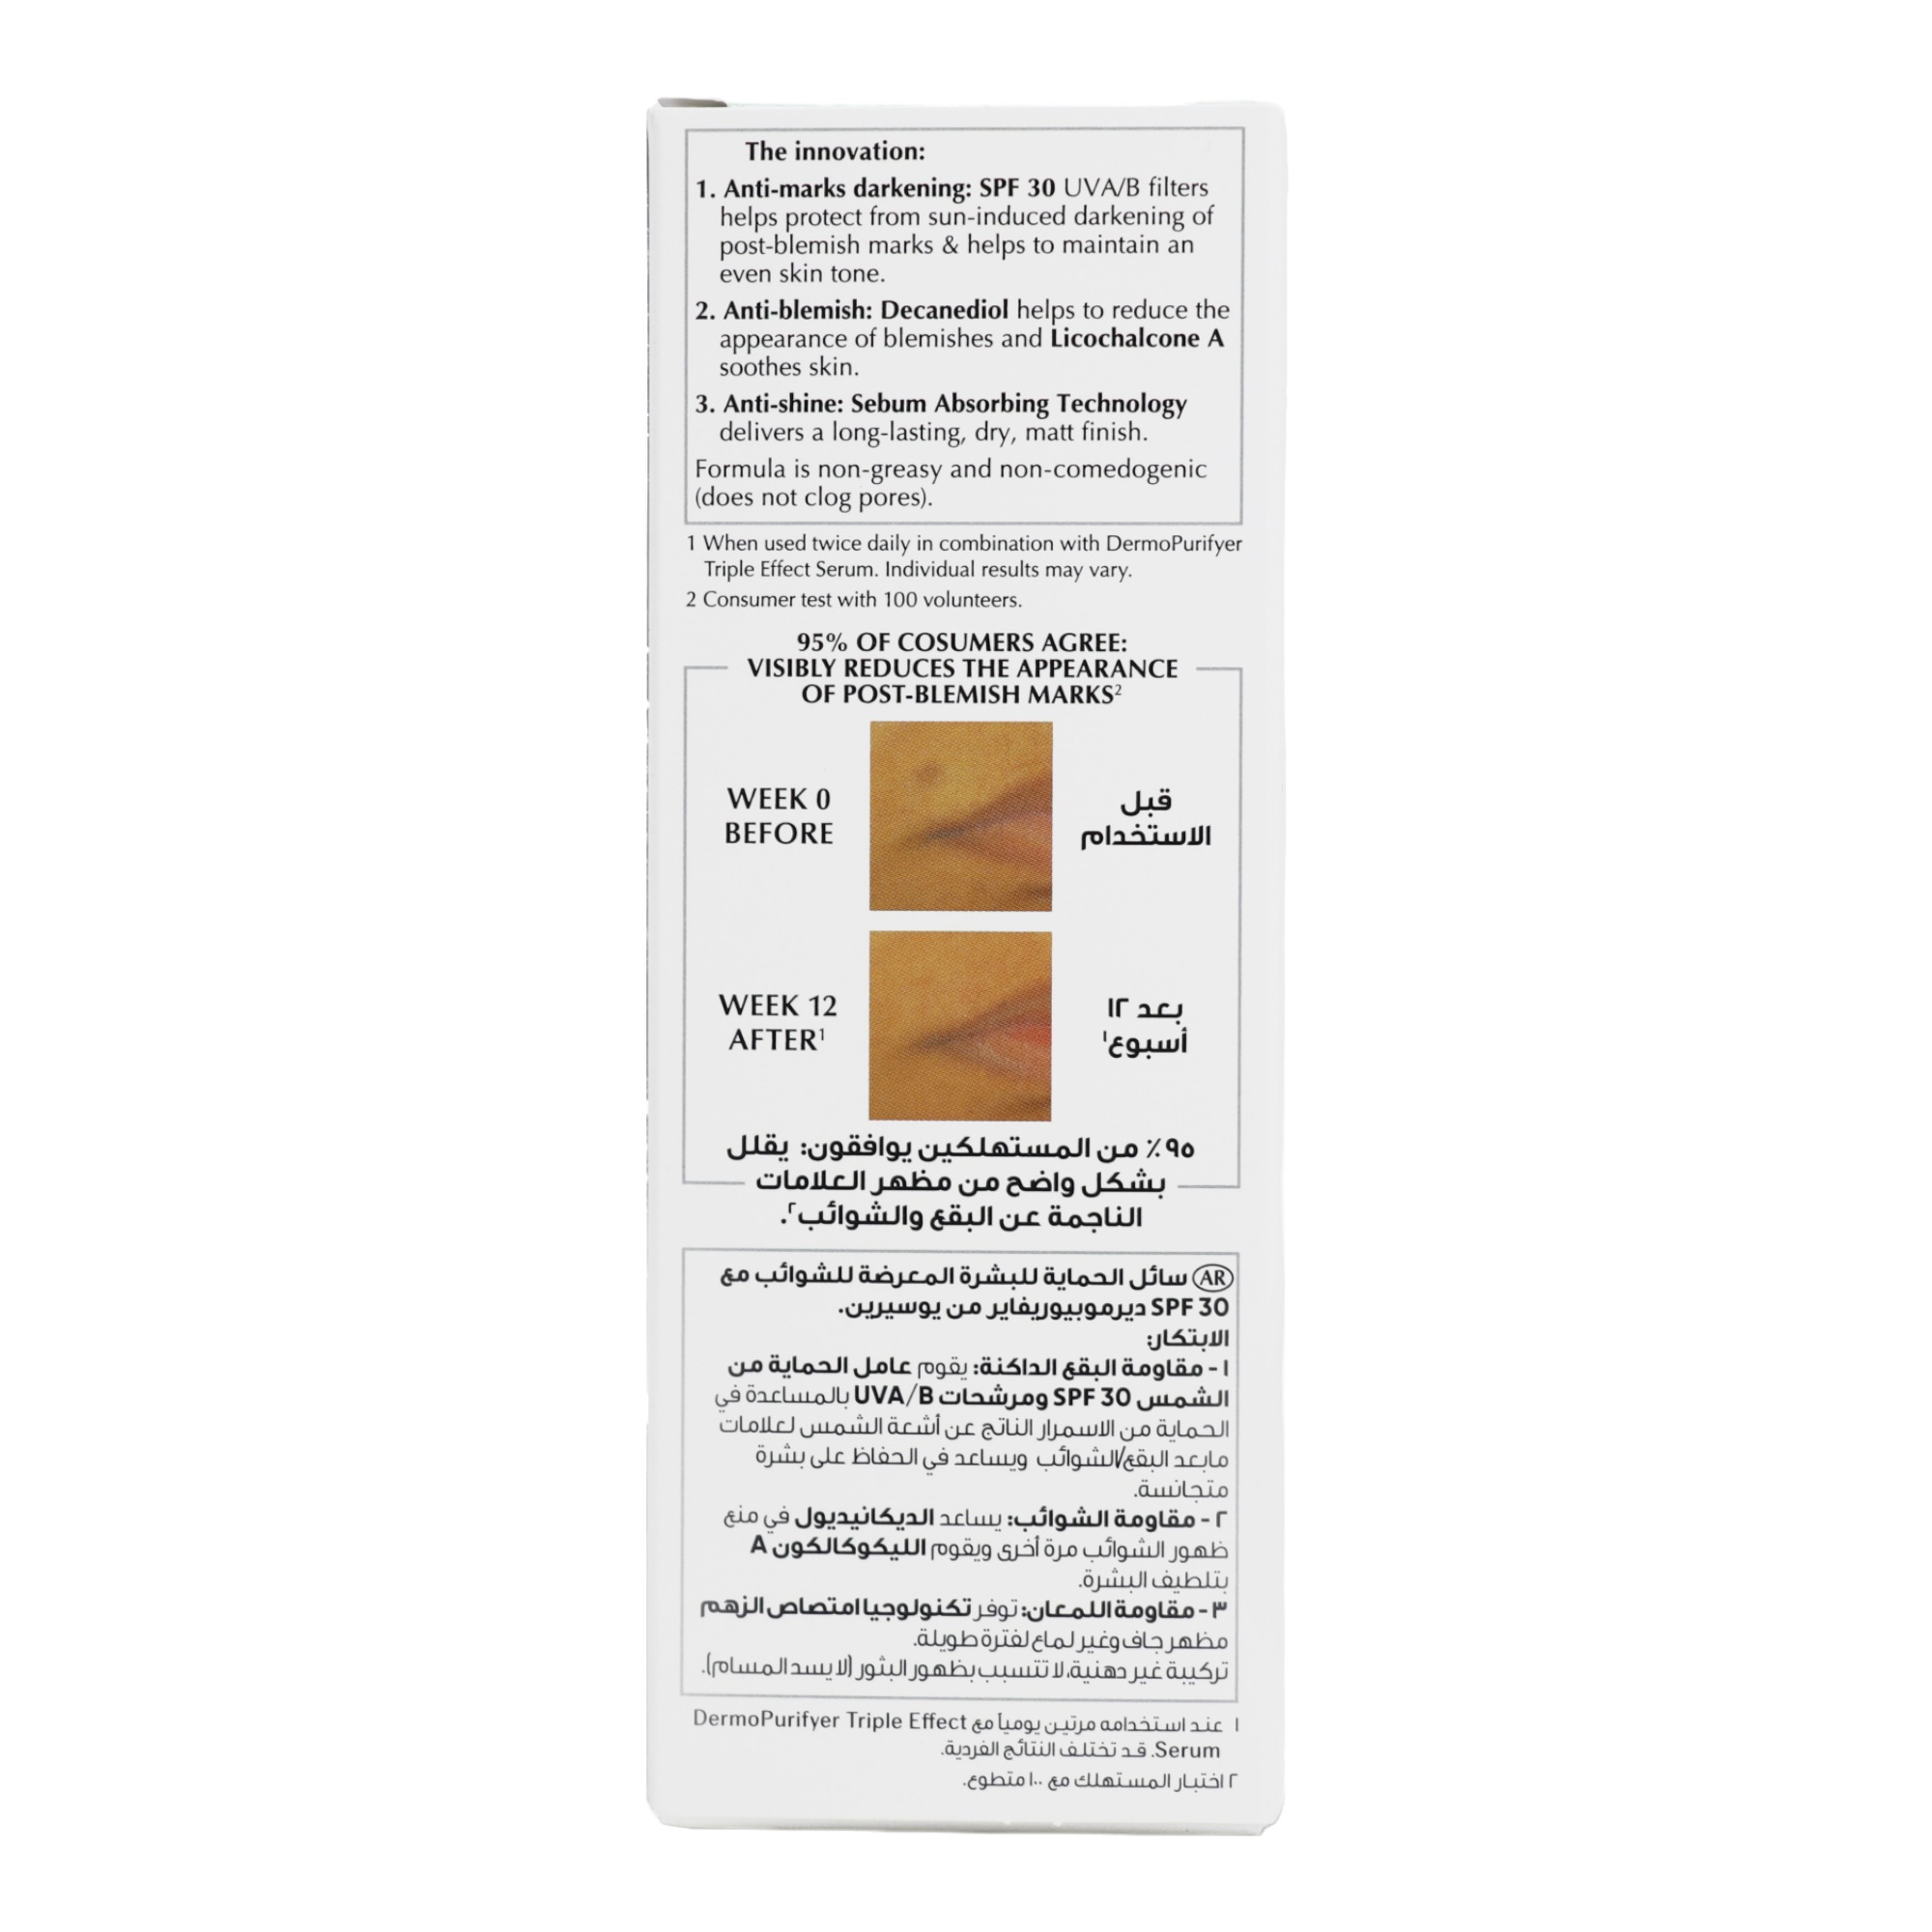 The innovation:
1. Anti-marks darkening: SPF 30 UVA/B filters
helps protect from sun-induced darkening of
post-blemish marks & helps to maintain an
even skin tone.
2. Anti-blemish: Decanediol helps to reduce the
appearance of blemishes and Licochalcone A
soothes skin.
3. Anti-shine: Sebum Absorbing Technology
delivers a long-lasting, dry, matt finish.
Formula is non-greasy and non-comedogenic
(does not clog pores).
1 When used twice daily in combination with DermoPurifyer
Triple Effect Serum. Individual results may vary.
2 Consumer test with 100 volunteers.
95% OF COSUMERS AGREE:
VISIBLY REDUCES THE APPEARANCE
OF POST-BLEMISH MARKS²
WEEK 0
BEFORE
قبل
الاستخدام
WEEK 12
AFTER¹
بعد ١٢
أسبوع¹
٩٥٪ من المستهلكين يوافقون: يقلل
بشكل واضح من مظهر العلامات
الناجمة عن البقع والشوائب٢.
AR سائل الحماية للبشرة المعرضة للشوائب مع
SPF 30 ديرموبيوريفاير من يوسيرين.
الابتكار:
١- مقاومة البقع الداكنة: يقوم عامل الحماية من
الشمس SPF 30 ومرشحات UVA/B بالمساعدة في
الحماية من الاسمرار الناتج عن أشعة الشمس لعلامات
مابعد البقع/الشوائب ويساعد في الحفاظ على بشرة
متجانسة.
٢- مقاومة الشوائب: يساعد الديكانيديول في منع
ظهور الشوائب مرة أخرى ويقوم الليكوكالكون A
بتلطيف البشرة.
٣- مقاومة اللمعان: توفر تكنولوجيا امتصاص الزهم
مظهر جاف وغير لماع لفترة طويلة.
تركيبة غير دهنية، لا تتسبب بظهور البثور (لا يسد المسام).
١ عند استخدامه مرتين يومياً مع DermoPurifyer Triple Effect
Serum. قد تختلف النتائج الفردية.
٢ اختبار المستهلك مع ١٠٠ متطوع.